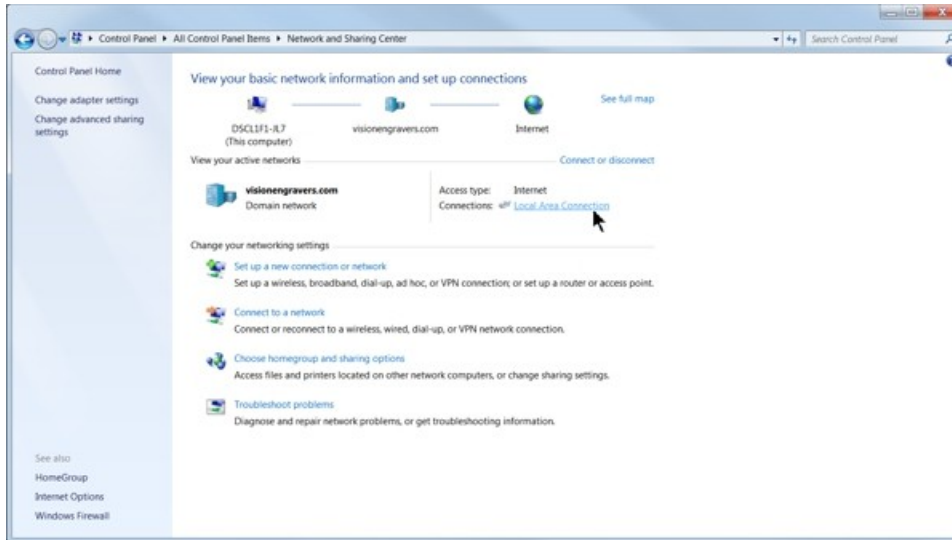 Control Panel ▸ All Control Panel Items ▸ Network and Sharing Center
Search Control Panel
Control Panel Home
Change adapter settings
Change advanced sharing
settings
View your basic network information and set up connections
See full map
DSCL1F1-JL7
(This computer)
visionengravers.com
Internet
View your active networks
Connect or disconnect
visionengravers.com
Domain network
Access type: Internet
Connections: Local Area Connection
Change your networking settings
Set up a new connection or network
Set up a wireless, broadband, dial-up, ad hoc, or VPN connection; or set up a router or access point.
Connect to a network
Connect or reconnect to a wireless, wired, dial-up, or VPN network connection.
Choose homegroup and sharing options
Access files and printers located on other network computers, or change sharing settings.
Troubleshoot problems
Diagnose and repair network problems, or get troubleshooting information.
See also
HomeGroup
Internet Options
Windows Firewall